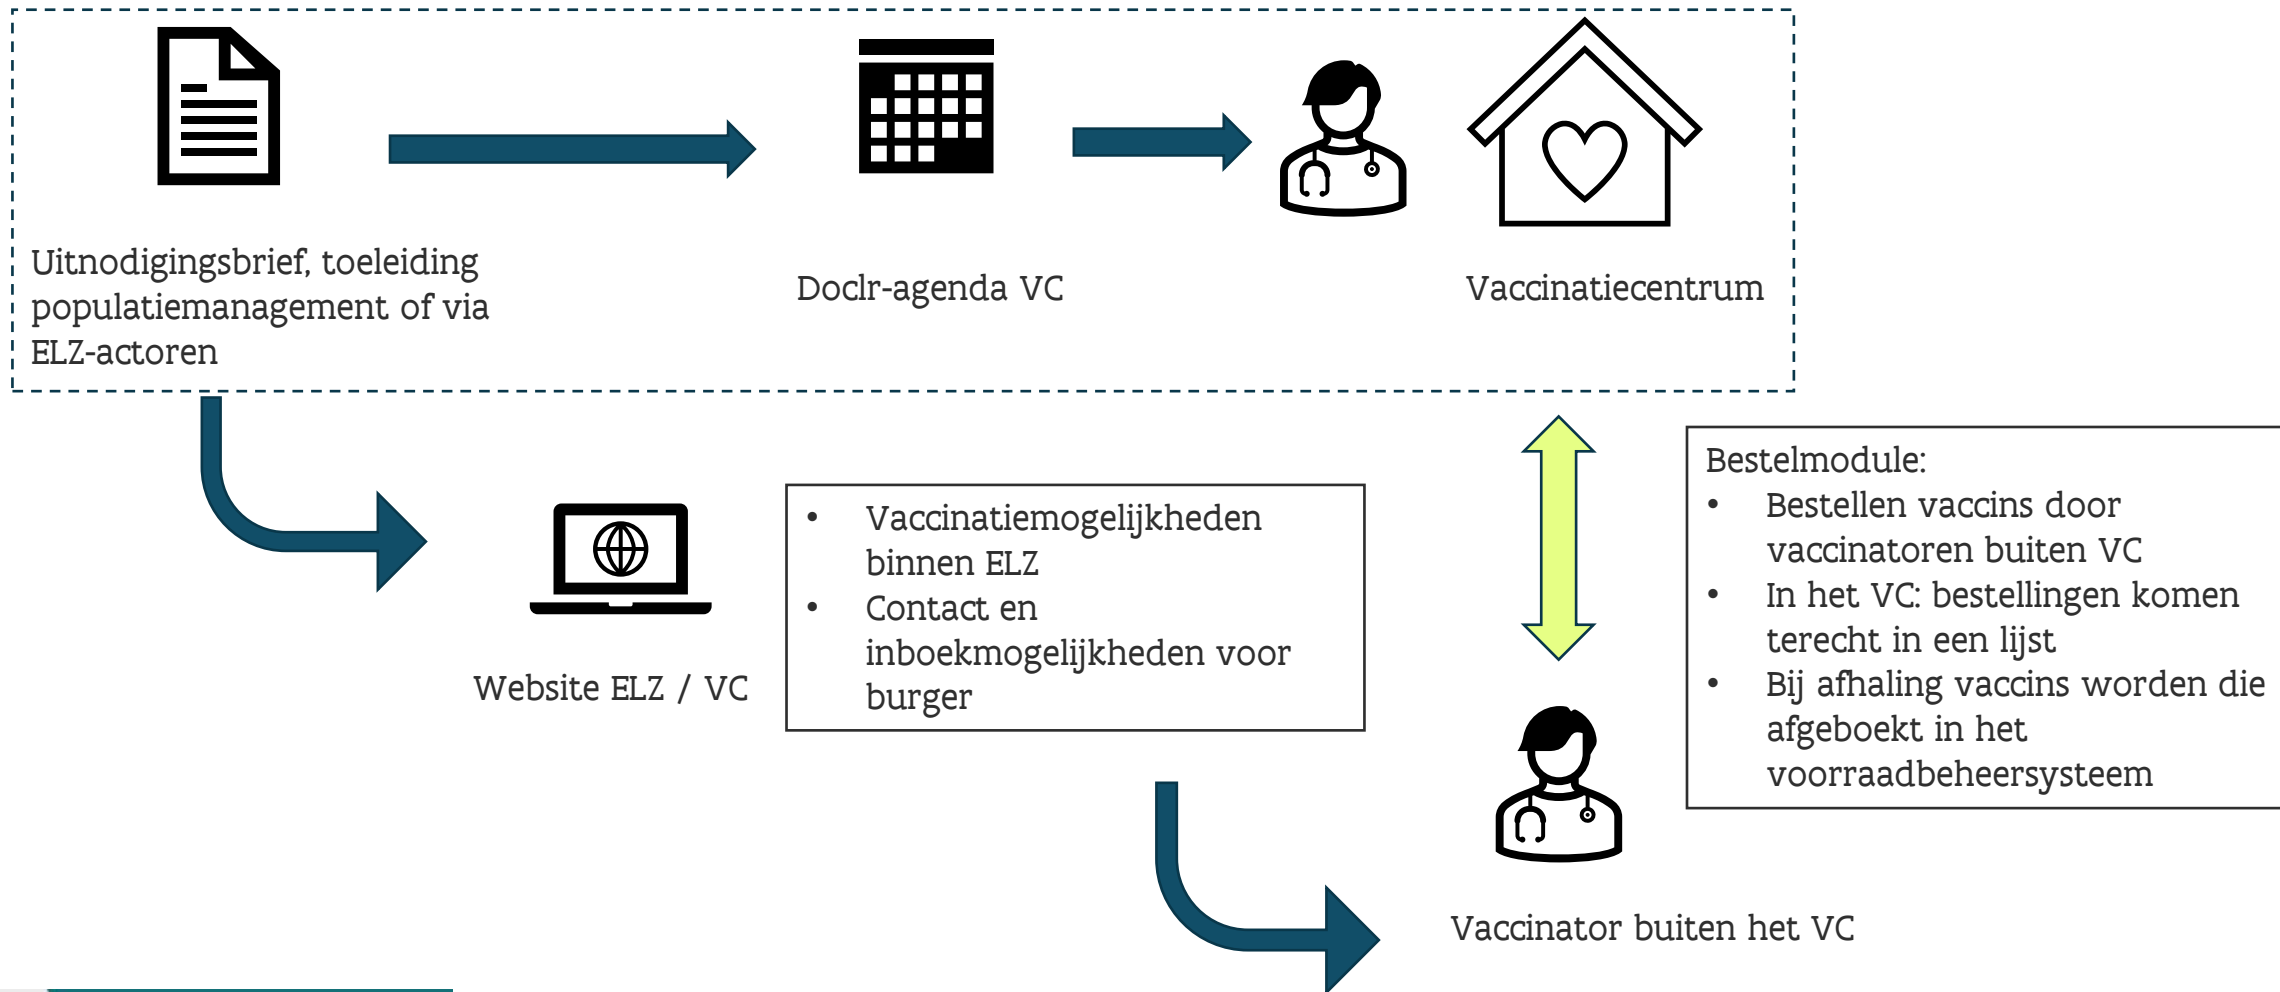 Uitnodigingsbrief, toeleiding
populatiemanagement of via
ELZ-actoren
Doclr-agenda VC
Vaccinatiecentrum
Website ELZ / VC
• Vaccinatiemogelijkheden
binnen ELZ
• Contact en
inboekmogelijkheden voor
burger
Bestelmodule:
• Bestellen vaccins door
vaccinatoren buiten VC
• In het VC: bestellingen komen
terecht in een lijst
• Bij afhaling vaccins worden die
afgeboekt in het
voorraadbeheersysteem
Vaccinator buiten het VC